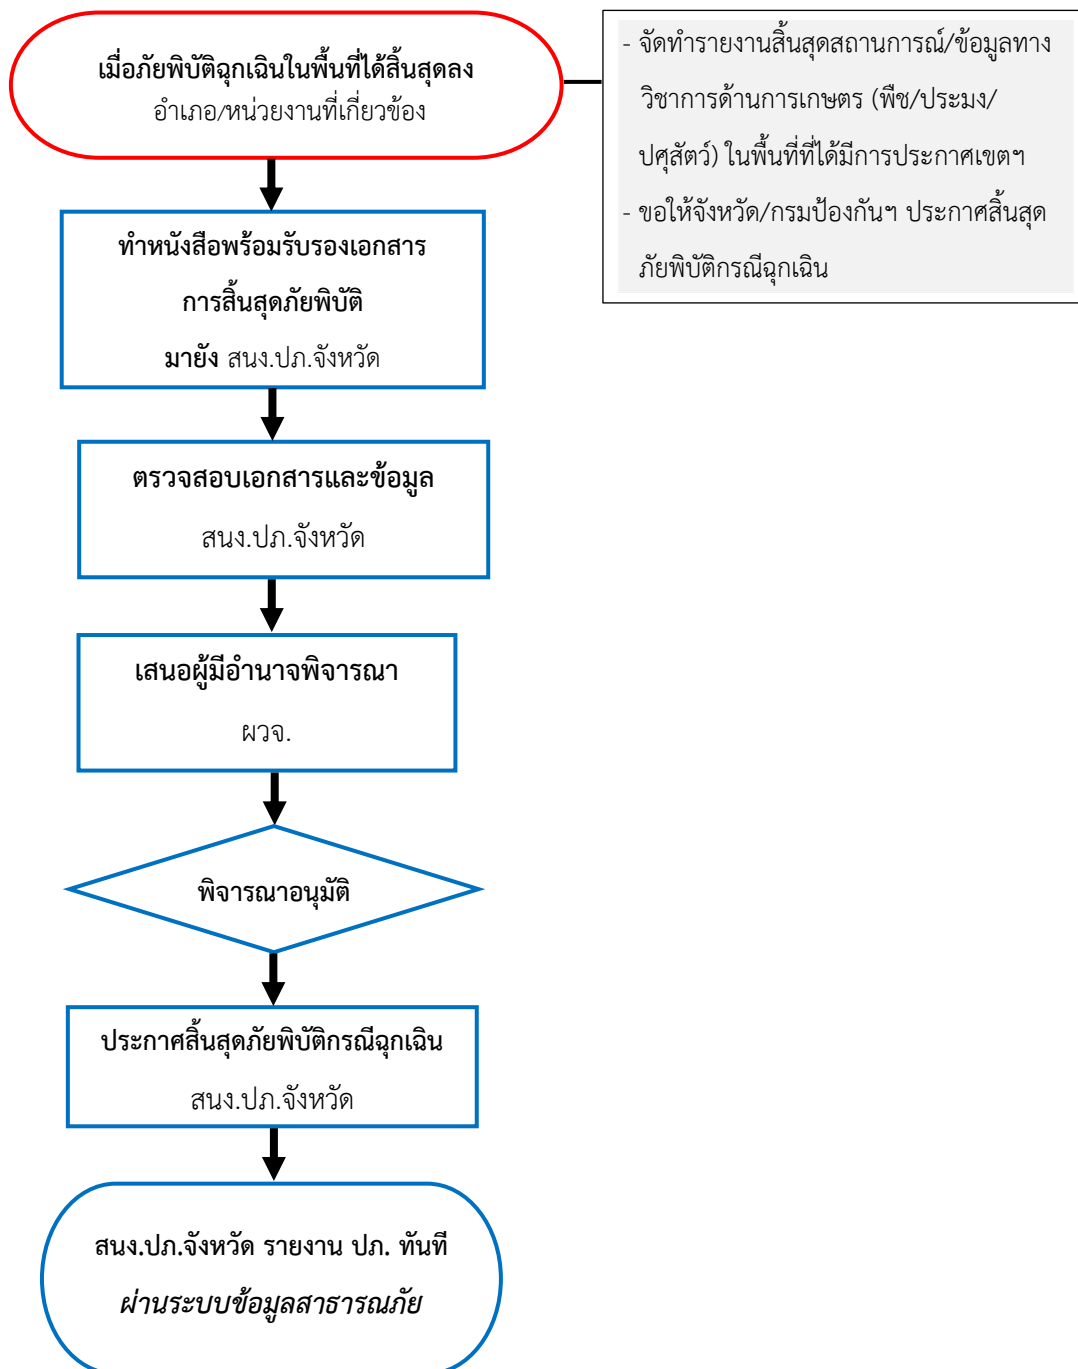 เมื่อภัยพิบัติฉุกเฉินในพื้นที่ได้สิ้นสุดลง
อำเภอ/หน่วยงานที่เกี่ยวข้อง
- จัดทำรายงานสิ้นสุดสถานการณ์/ข้อมูลทาง
วิชาการด้านการเกษตร (พืช/ประมง/
ปศุสัตว์) ในพื้นที่ที่ได้มีการประกาศเขตฯ
- ขอให้จังหวัด/กรมป้องกันฯ ประกาศสิ้นสุด
ภัยพิบัติกรณีฉุกเฉิน
ทำหนังสือพร้อมรับรองเอกสาร
การสิ้นสุดภัยพิบัติ
มายัง สนง.ปภ.จังหวัด
ตรวจสอบเอกสารและข้อมูล
สนง.ปภ.จังหวัด
เสนอผู้มีอำนาจพิจารณา
ผวจ.
พิจารณาอนุมัติ
ประกาศสิ้นสุดภัยพิบัติกรณีฉุกเฉิน
สนง.ปภ.จังหวัด
สนง.ปภ.จังหวัด รายงาน ปภ. ทันที
ผ่านระบบข้อมูลสาธารณภัย